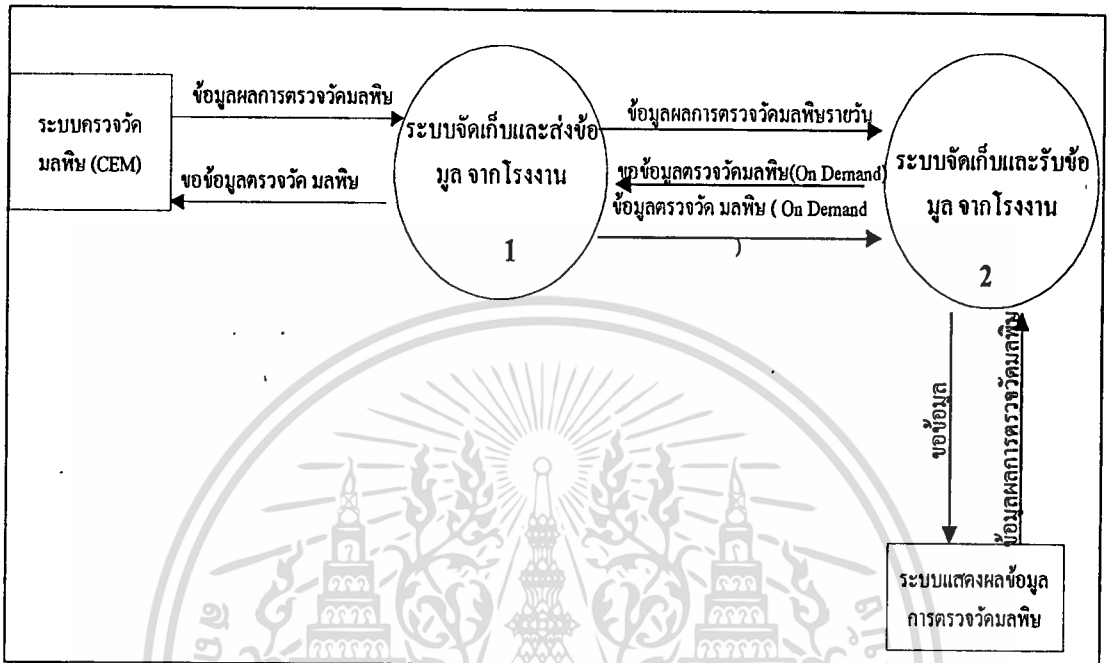 ระบบตรวจวัด
มลพิษ (CEM)
ข้อมูลผลการตรวจวัดมลพิษ
ขอข้อมูลตรวจวัด มลพิษ
ระบบจัดเก็บและส่งข้อ
มูล จากโรงงาน
1
ข้อมูลผลการตรวจวัดมลพิษรายวัน
ขอข้อมูลตรวจวัดมลพิษ(On Demand)
ข้อมูลตรวจวัด มลพิษ ( On Demand
)
ระบบจัดเก็บและรับข้อ
มูล จากโรงงาน
2
ขอข้อมูล
ข้อมูลผลการตรวจวัดมลพิษ
ระบบแสดงผลข้อมูล
การตรวจวัดมลพิษ